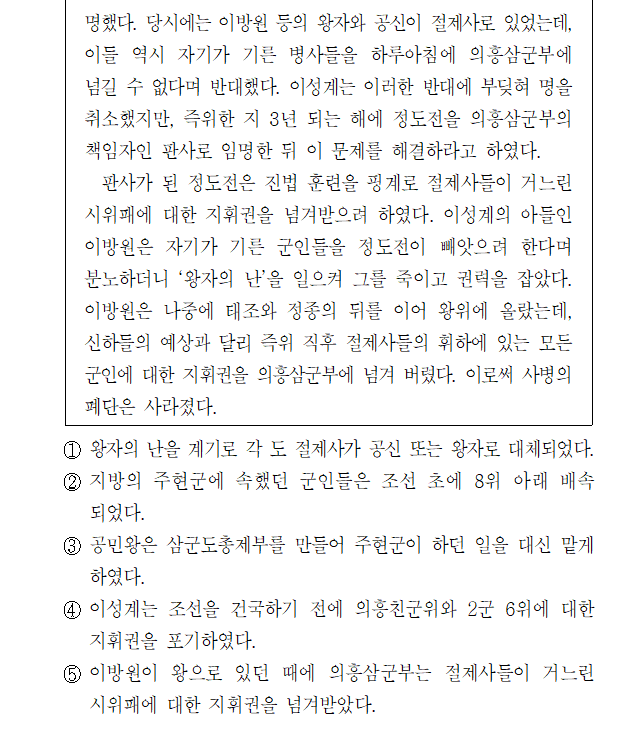 명했다. 당시에는 이방원 등의 왕자와 공신이 절제사로 있었는데,
이들 역시 자기가 기른 병사들을 하루아침에 의흥삼군부에
넘길 수 없다며 반대했다. 이성계는 이러한 반대에 부딪혀 명을
취소했지만, 즉위한 지 3년 되는 해에 정도전을 의흥삼군부의
책임자인 판사로 임명한 뒤 이 문제를 해결하라고 하였다.
판사가 된 정도전은 진법 훈련을 핑계로 절제사들이 거느린
시위패에 대한 지휘권을 넘겨받으려 하였다. 이성계의 아들인
이방원은 자기가 기른 군인들을 정도전이 빼앗으려 한다며
분노하더니 ‘왕자의 난’을 일으켜 그를 죽이고 권력을 잡았다.
이방원은 나중에 태조와 정종의 뒤를 이어 왕위에 올랐는데,
신하들의 예상과 달리 즉위 직후 절제사들의 휘하에 있는 모든
군인에 대한 지휘권을 의흥삼군부에 넘겨 버렸다. 이로써 사병의
폐단은 사라졌다.
① 왕자의 난을 계기로 각 도 절제사가 공신 또는 왕자로 대체되었다.
② 지방의 주현군에 속했던 군인들은 조선 초에 8위 아래 배속
되었다.
③ 공민왕은 삼군도총제부를 만들어 주현군이 하던 일을 대신 맡게
하였다.
④ 이성계는 조선을 건국하기 전에 의흥친군위와 2군 6위에 대한
지휘권을 포기하였다.
⑤ 이방원이 왕으로 있던 때에 의흥삼군부는 절제사들이 거느린
시위패에 대한 지휘권을 넘겨받았다.